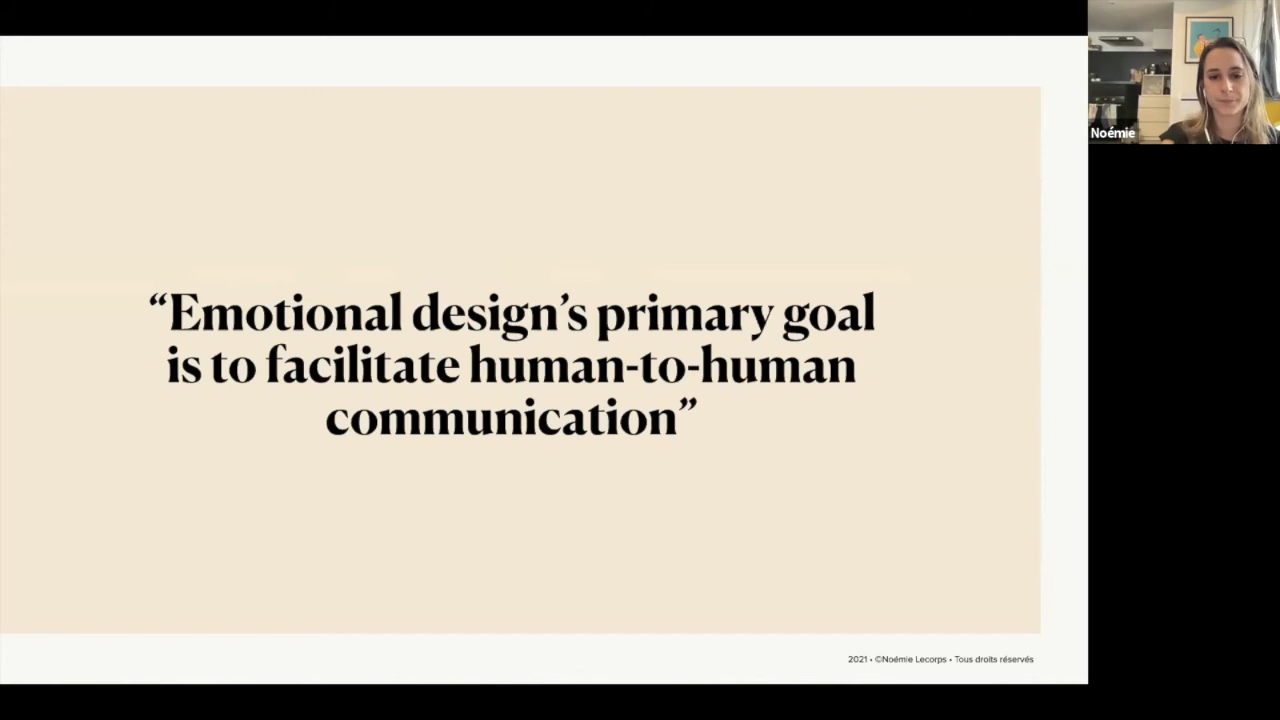 “Emotional design’s primary goal
is to facilitate human-to-human
communication”
2021 • ©Noémie Lecorps • Tous droits réservés
Noémie